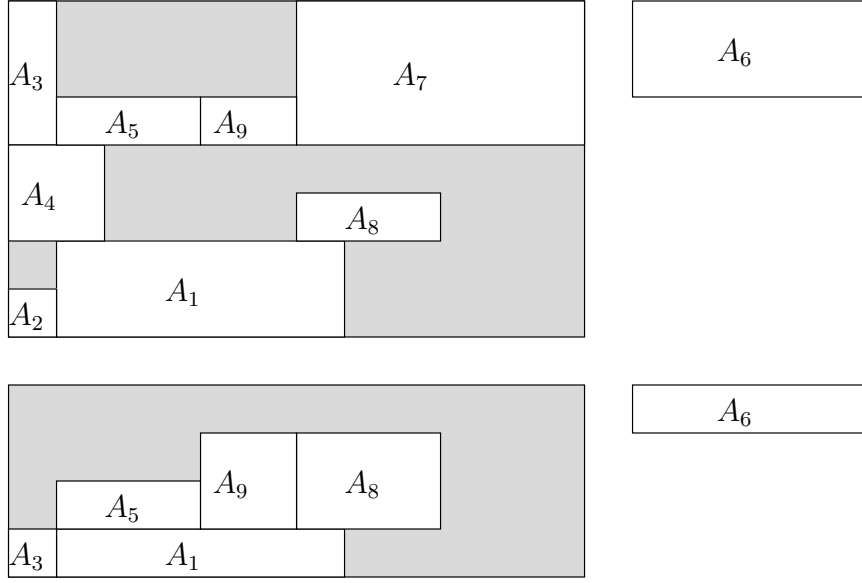 A₃ A₇ A₆
A₅ A₉
A₄ A₈
A₂ A₁
A₆
A₅ A₉ A₈
A₃ A₁